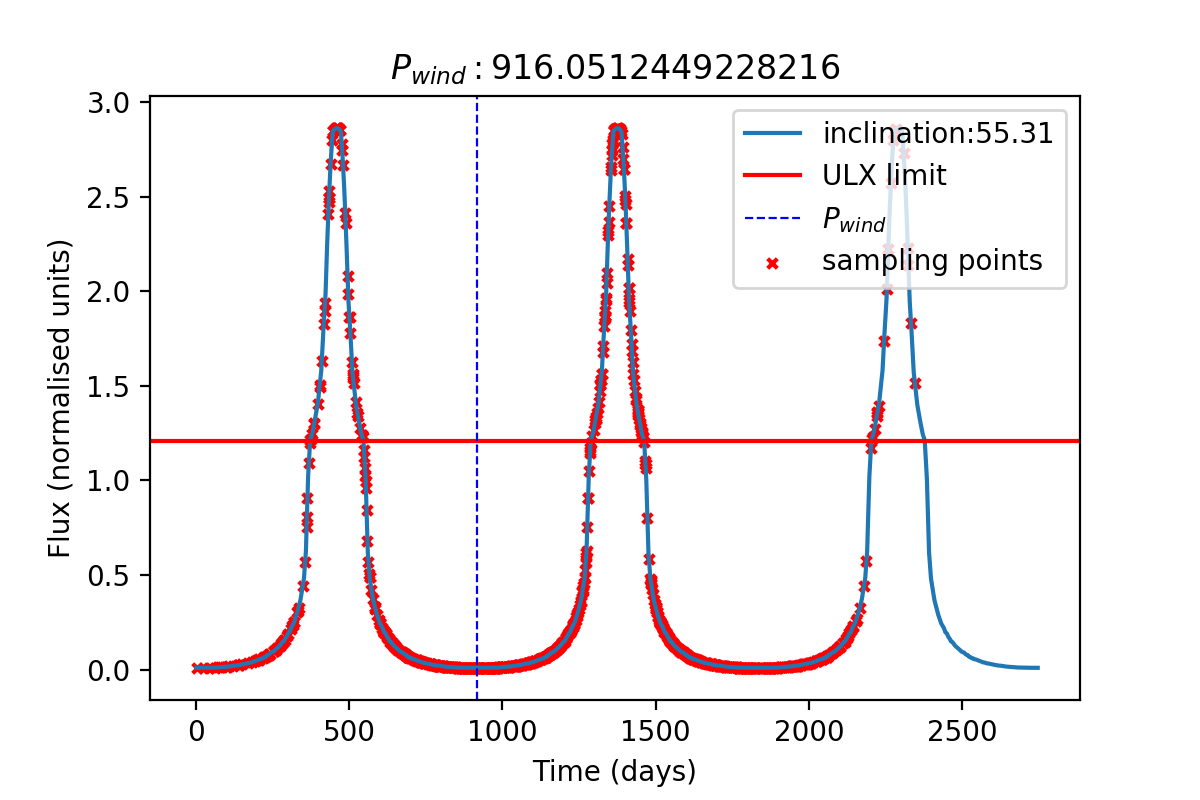 P_wind : 916.0512449228216
3.0
2.5
2.0
1.5
1.0
0.5
0.0
Flux (normalised units)
inclination:55.31
ULX limit
P_wind
sampling points
0
500
1000
1500
2000
2500
Time (days)